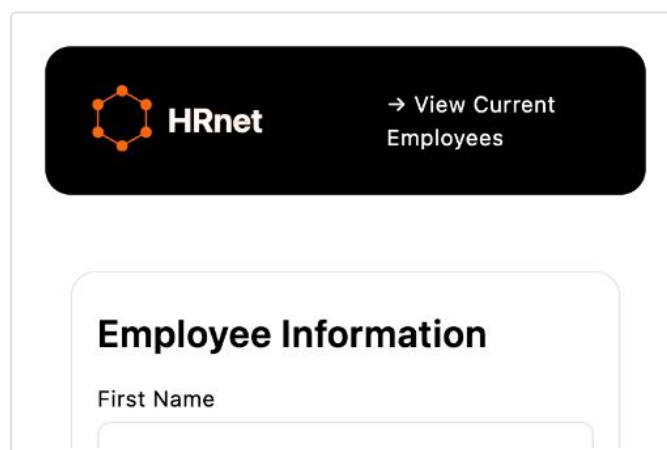 HRnet
→ View Current
Employees
Employee Information
First Name